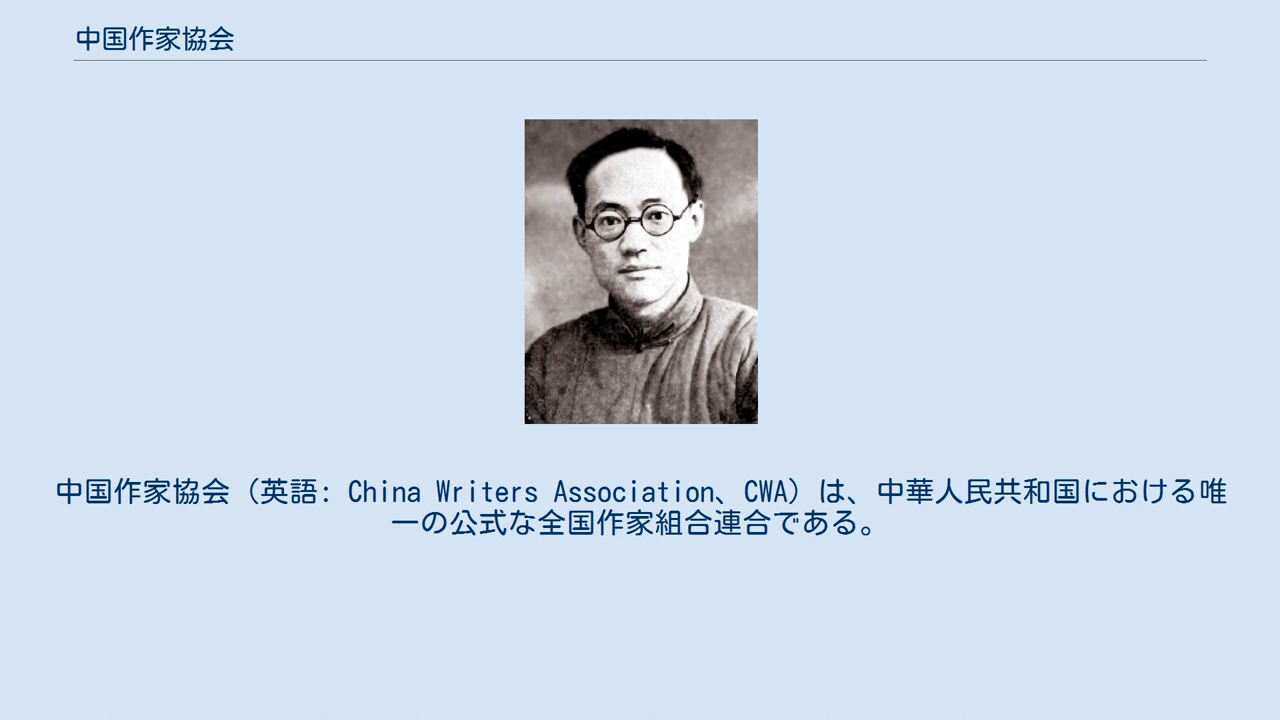 中国作家協会
中国作家協会（英語: China Writers Association、CWA）は、中華人民共和国における唯
一の公式な全国作家組合連合である。